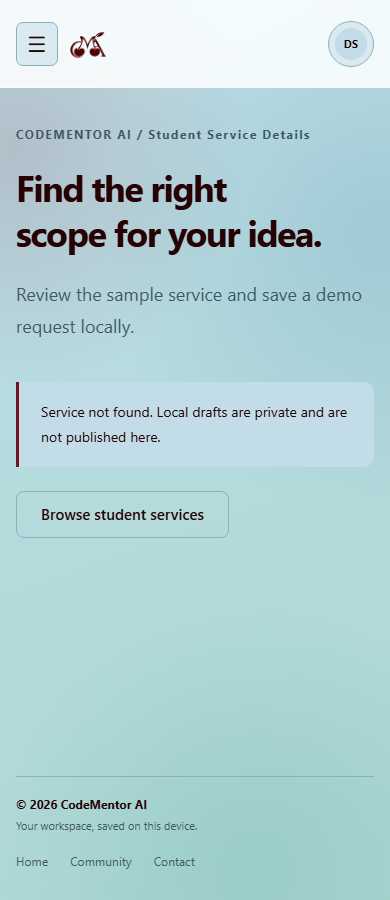 ☰
DS
CODEMENTOR AI / Student Service Details
Find the right
scope for your idea.
Review the sample service and save a demo
request locally.
Service not found. Local drafts are private and are
not published here.
Browse student services
© 2026 CodeMentor AI
Your workspace, saved on this device.
Home Community Contact